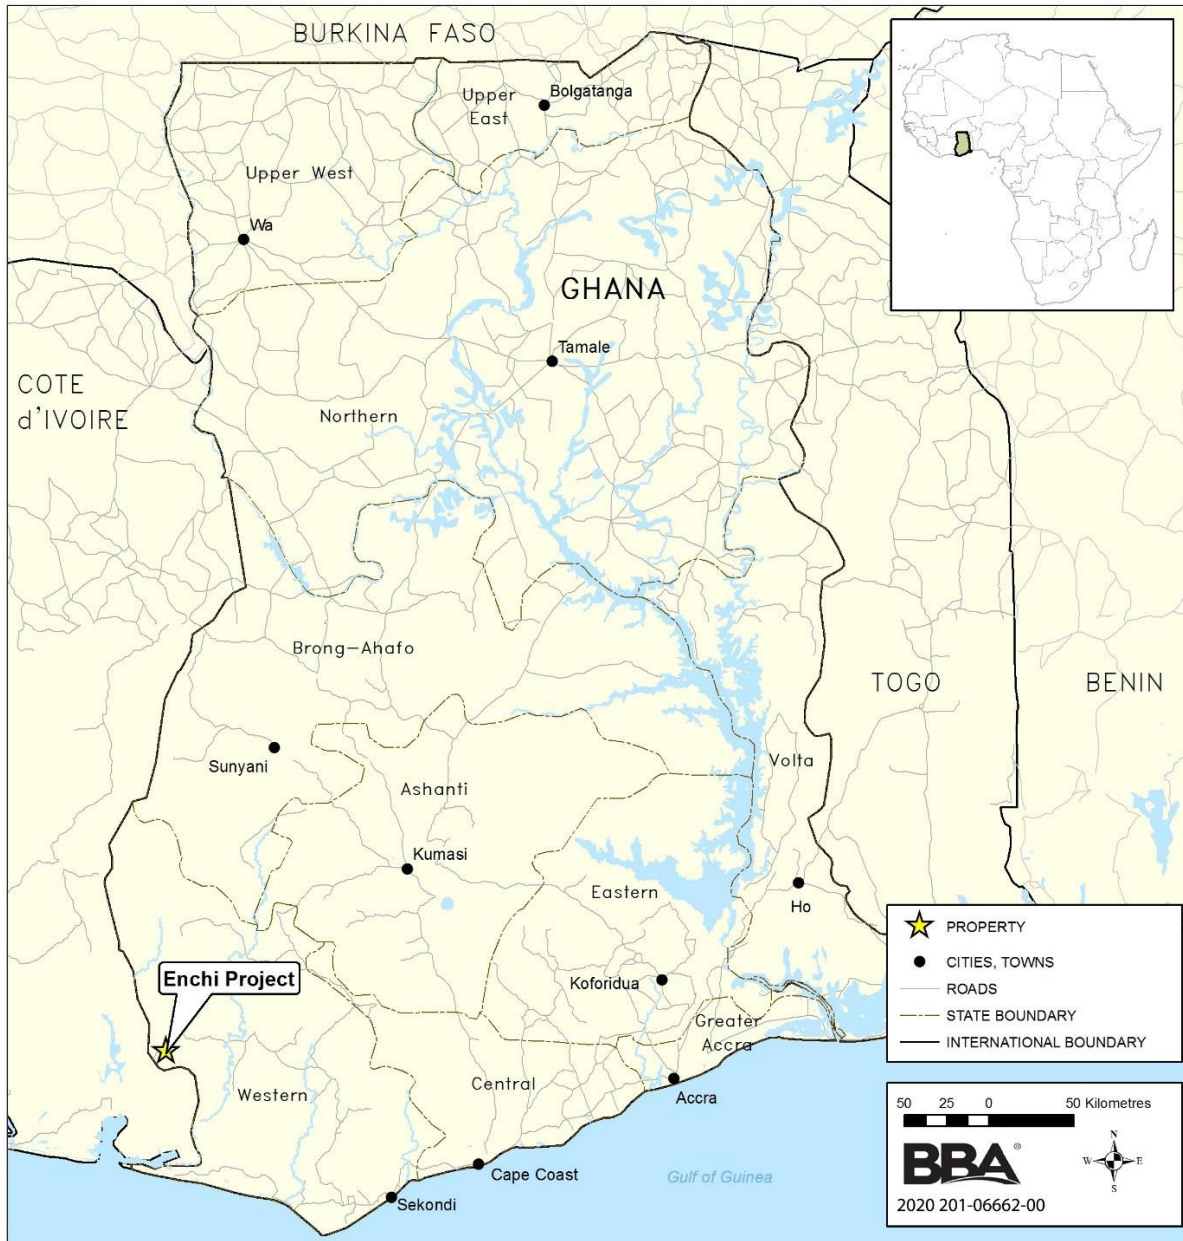 BURKINA FASO
Bolgatanga
Upper
East
Upper West
Wa
GHANA
Tamale
COTE
d'IVOIRE
Northern
Brong-Ahafo
TOGO
BENIN
Sunyani
Volta
Ashanti
Kumasi
Eastern
Ho
PROPERTY
CITIES, TOWNS
ROADS
STATE BOUNDARY
INTERNATIONAL BOUNDARY
Enchi Project
Koforidua
Greater
Accra
Western
Central
Accra
Cape Coast
Sekondi
Gulf of Guinea
50 25 0 50 Kilometres
BBA®
N
W E
S
2020 201-06662-00